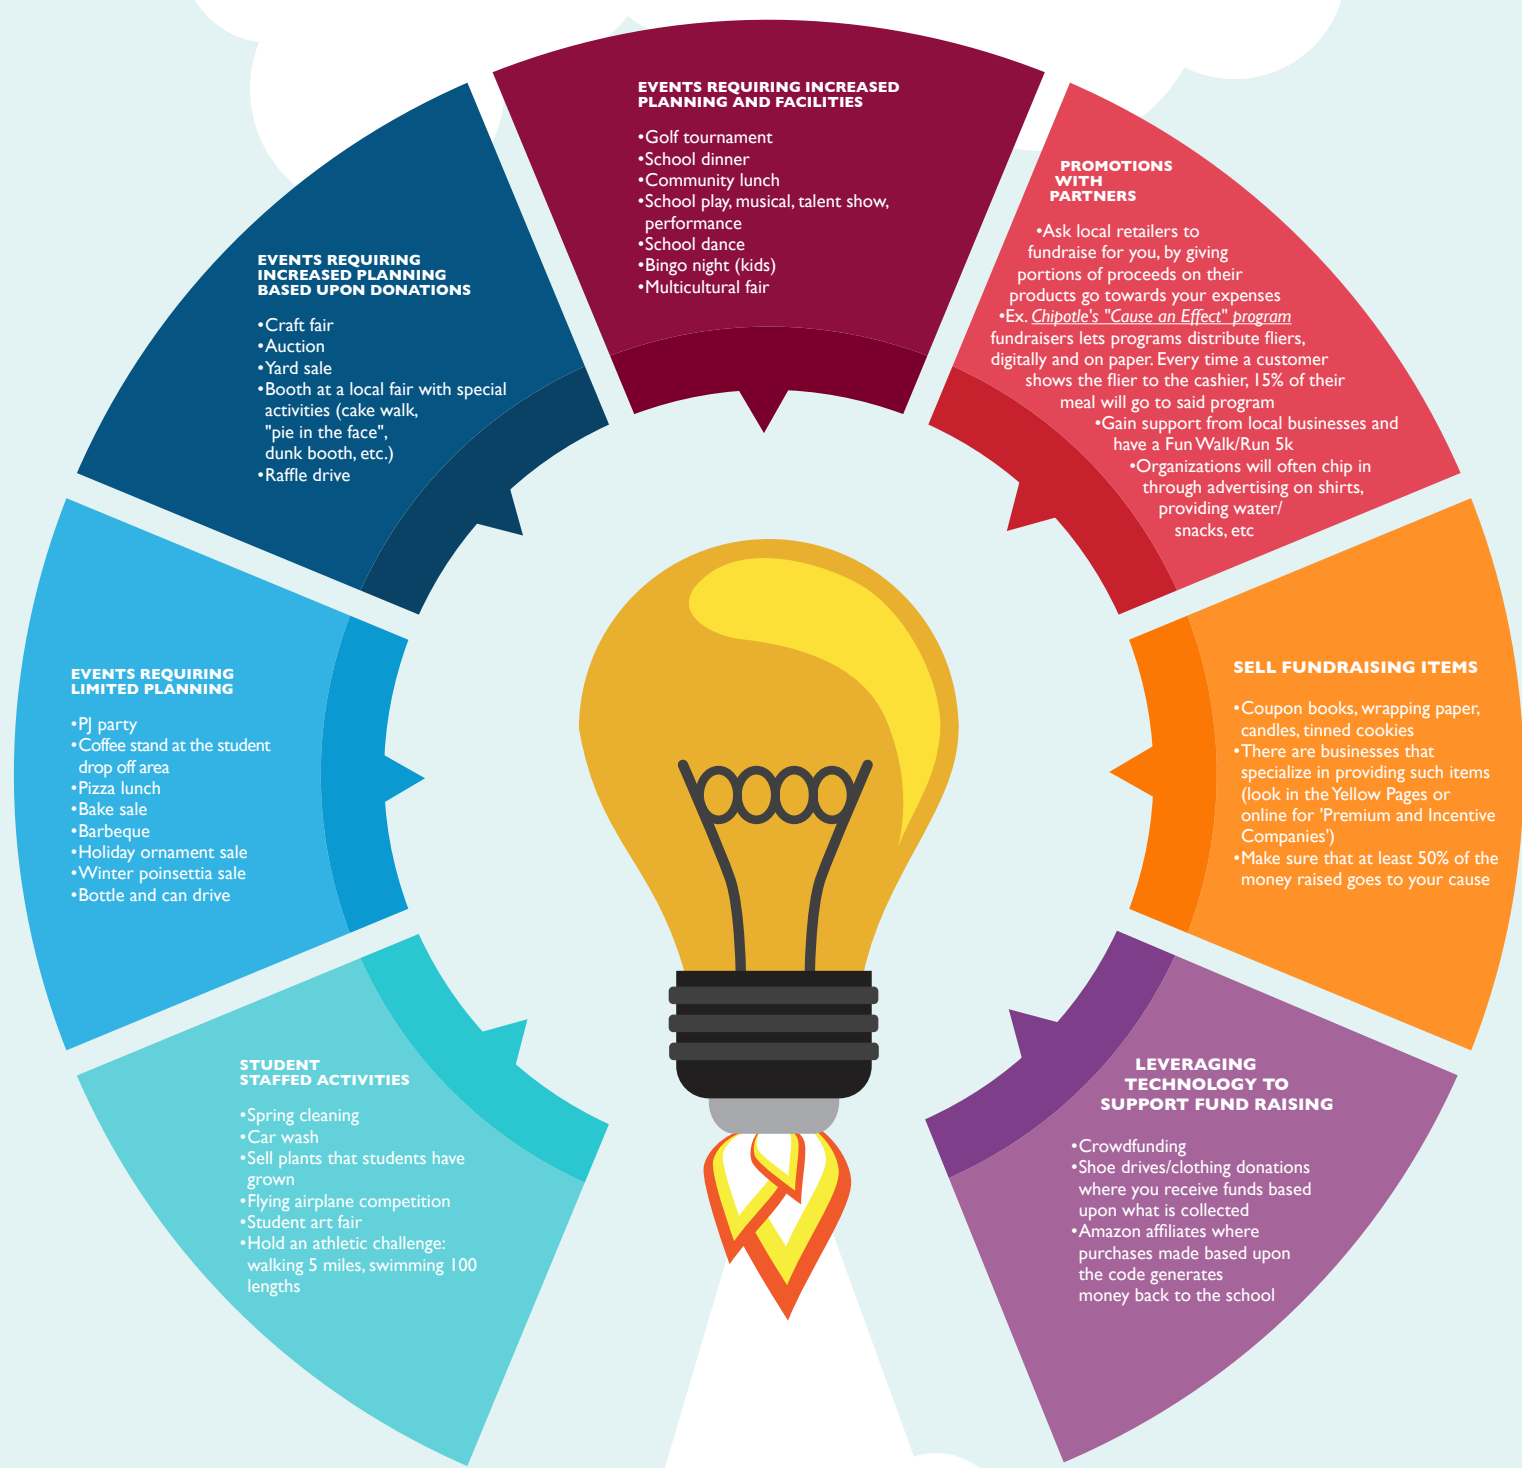 EVENTS REQUIRING INCREASED
PLANNING AND FACILITIES
•Golf tournament
•School dinner
•Community lunch
•School play, musical, talent show,
performance
•School dance
•Bingo night (kids)
•Multicultural fair
PROMOTIONS
WITH
PARTNERS
•Ask local retailers to
fundraise for you, by giving
portions of proceeds on their
products go towards your expenses
•Ex. Chipotle's "Cause an Effect" program
fundraisers lets programs distribute fliers,
digitally and on paper. Every time a customer
shows the flier to the cashier, 15% of their
meal will go to said program
•Gain support from local businesses and
have a Fun Walk/Run 5k
•Organizations will often chip in
through advertising on shirts,
providing water/
snacks, etc
EVENTS REQUIRING
INCREASED PLANNING
BASED UPON DONATIONS
•Craft fair
•Auction
•Yard sale
•Booth at a local fair with special
activities (cake walk,
"pie in the face",
dunk booth, etc.)
•Raffle drive
SELL FUNDRAISING ITEMS
•Coupon books, wrapping paper,
candles, tinned cookies
•There are businesses that
specialize in providing such items
(look in the Yellow Pages or
online for 'Premium and Incentive
Companies')
•Make sure that at least 50% of the
money raised goes to your cause
EVENTS REQUIRING
LIMITED PLANNING
•PJ party
•Coffee stand at the student
drop off area
•Pizza lunch
•Bake sale
•Barbeque
•Holiday ornament sale
•Winter poinsettia sale
•Bottle and can drive
STUDENT
STAFFED ACTIVITIES
•Spring cleaning
•Car wash
•Sell plants that students have
grown
•Flying airplane competition
•Student art fair
•Hold an athletic challenge:
walking 5 miles, swimming 100
lengths
LEVERAGING
TECHNOLOGY TO
SUPPORT FUND RAISING
•Crowdfunding
•Shoe drives/clothing donations
where you receive funds based
upon what is collected
•Amazon affiliates where
purchases made based upon
the code generates
money back to the school